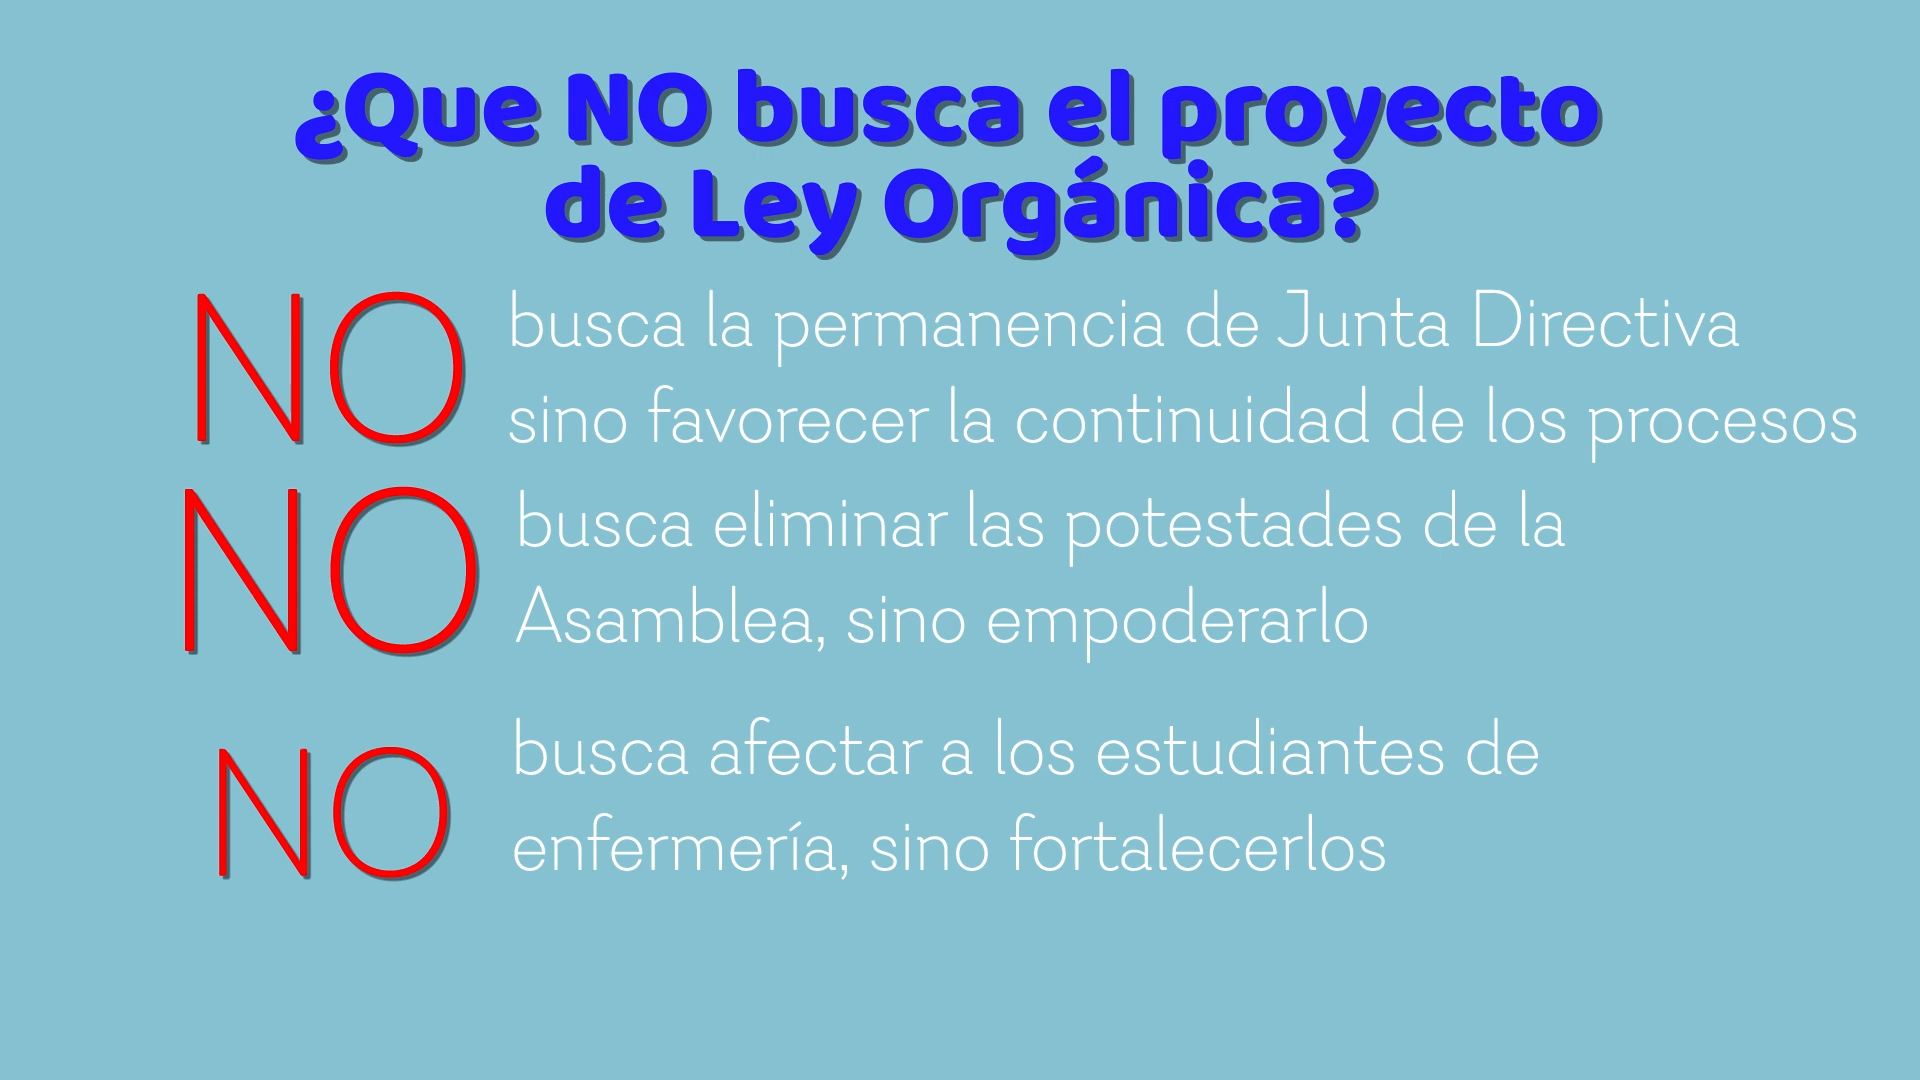 ¿Que NO busca el proyecto
de Ley Orgánica?
NO busca la permanencia de Junta Directiva
sino favorecer la continuidad de los procesos
NO busca eliminar las potestades de la
Asamblea, sino empoderarlo
NO busca afectar a los estudiantes de
enfermería, sino fortalecerlos